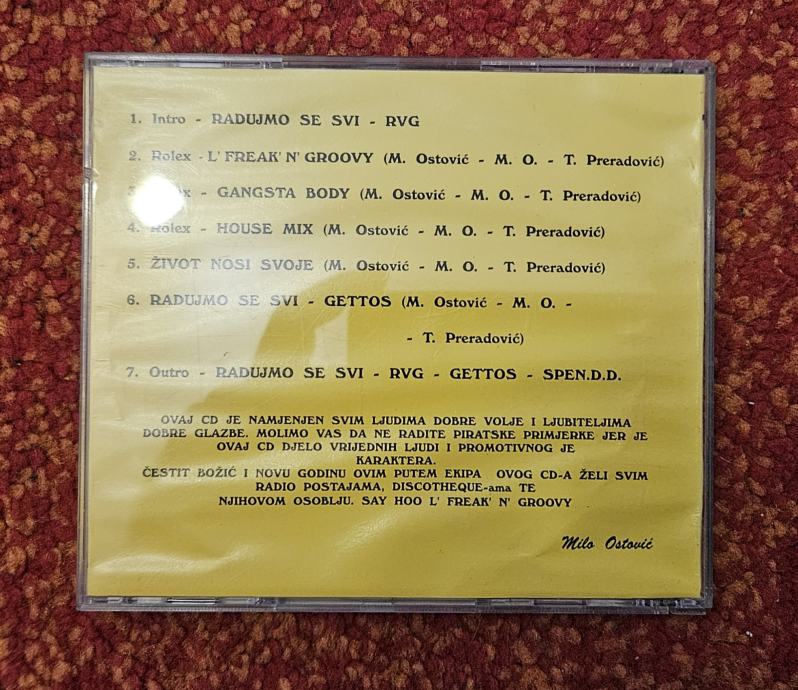 1. Intro - RADUJMO SE SVI - RVG
2. Rolex - L' FREAK' N' GROOVY (M. Ostović - M. O. - T. Preradović)
- GANGSTA BODY (M. Ostović - M. O. - T. Preradović)
4. Rolex - HOUSE MIX (M. Ostović - M. O. - T. Preradović)
5. ŽIVOT NOSI SVOJE (M. Ostović - M. O. - T. Preradović)
6. RADUJMO SE SVI - GETTOS (M. Ostović - M. O. -
- T. Preradović)
7. Outro - RADUJMO SE SVI - RVG - GETTOS - SPEN.D.D.
OVAJ CD JE NAMJENJEN SVIM LJUDIMA DOBRE VOLJE I LJUBITELJIMA
DOBRE GLAZBE. MOLIMO VAS DA NE RADITE PIRATSKE PRIMJERKE JER JE
OVAJ CD DJELO VRIJEDNIH LJUDI I PROMOTIVNOG JE
KARAKTERA.
ČESTIT BOŽIĆ I NOVU GODINU OVIM PUTEM EKIPA OVOG CD-A ŽELI SVIM
RADIO POSTAJAMA, DISCOTHEQUE-ama TE
NJIHOVOM OSOBLJU. SAY HOO L' FREAK' N' GROOVY
Milo Ostović